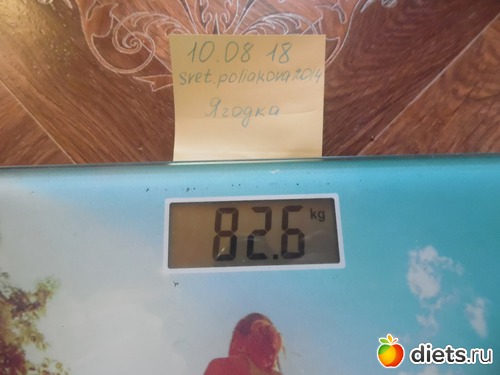 10.08 18
svet.poliakova2014
Ягодка
82.6 kg
diets.ru